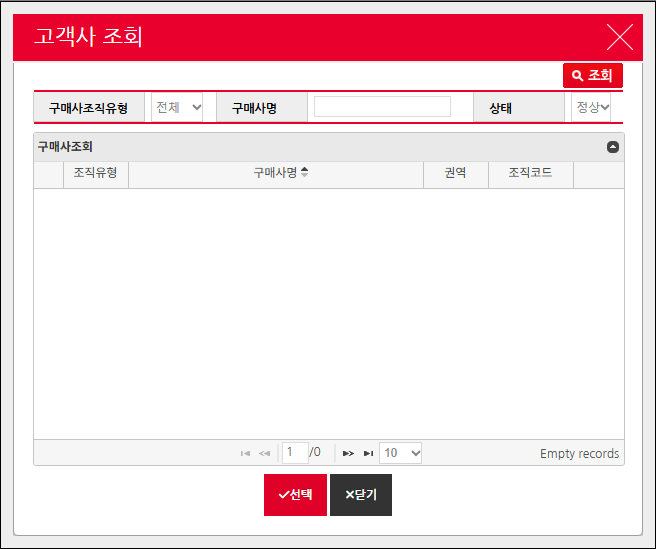 고객사 조회
조회
구매사조직유형 전체 구매사명 상태 정상
구매사조회
조직유형 구매사명 권역 조직코드
1 /0 10 Empty records
선택 닫기